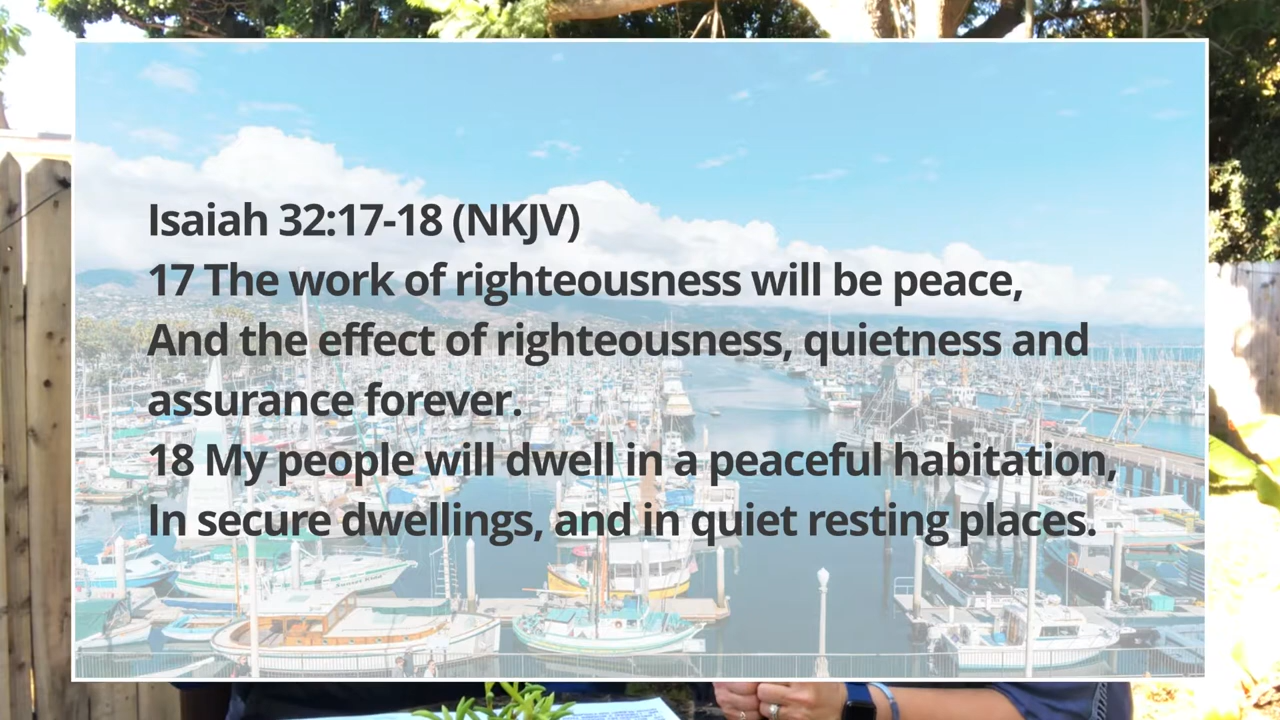 Isaiah 32:17-18 (NKJV)
17 The work of righteousness will be peace,
And the effect of righteousness, quietness and
assurance forever.
18 My people will dwell in a peaceful habitation,
In secure dwellings, and in quiet resting places.